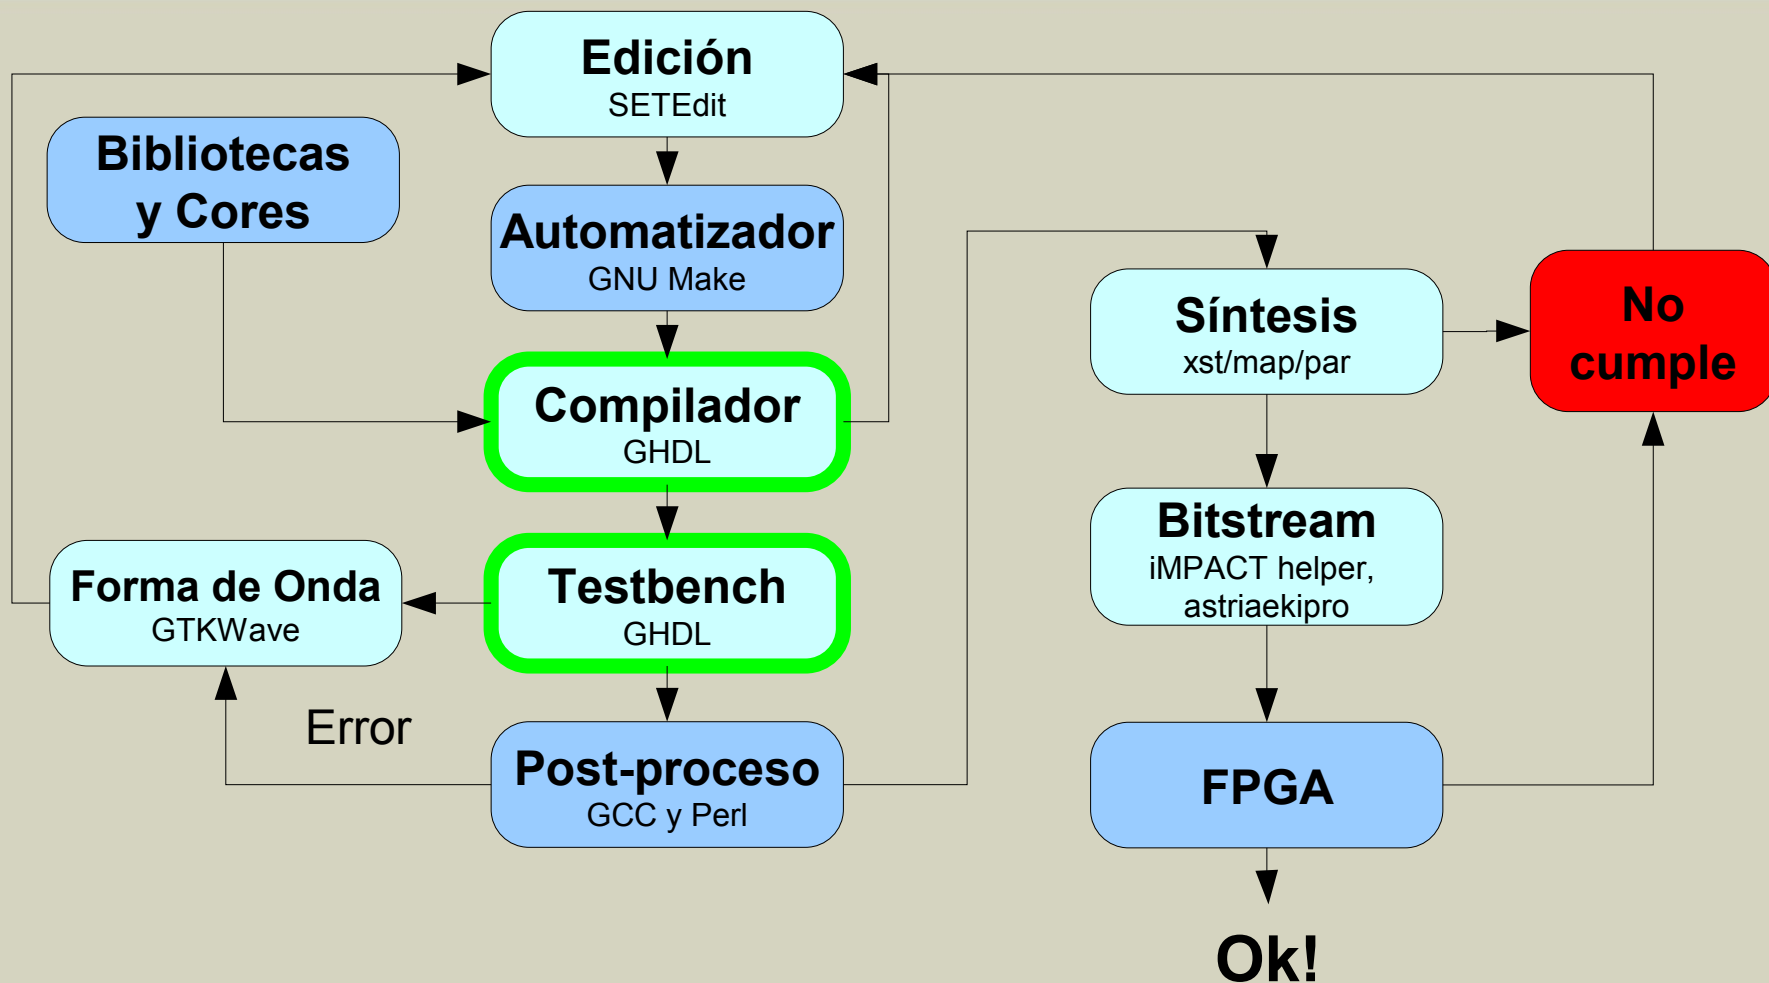 Edición
SETEdit
Bibliotecas
y Cores
Automatizador
GNU Make
Compilador
GHDL
Testbench
GHDL
Forma de Onda
GTKWave
Error
Post-proceso
GCC y Perl
Síntesis
xst/map/par
No
cumple
Bitstream
iMPACT helper,
astriaekipro
FPGA
Ok!